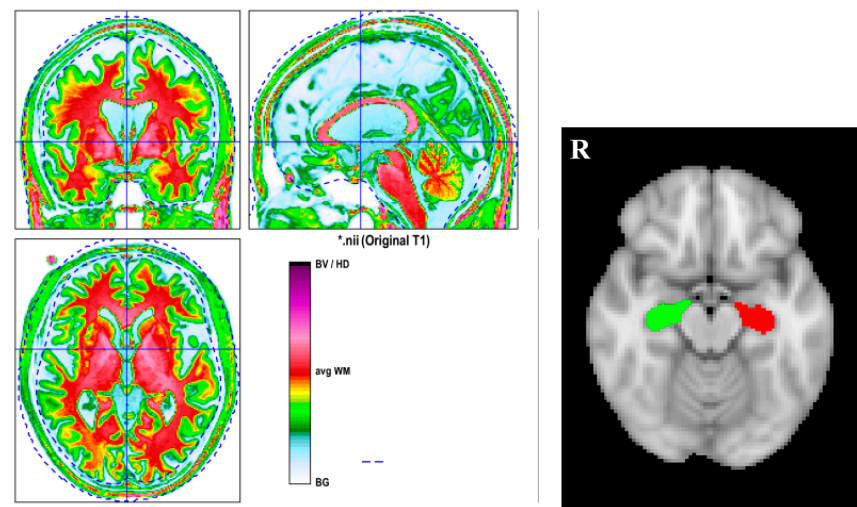 *.nii (Original T1)
BV / HD
avg WM
BG
R